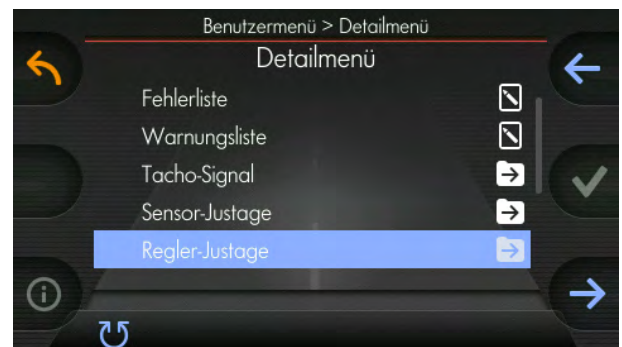 Benutzermenü > Detailmenü
Detailmenü
Fehlerliste
Warnungsliste
Tacho-Signal
Sensor-Justage
Regler-Justage